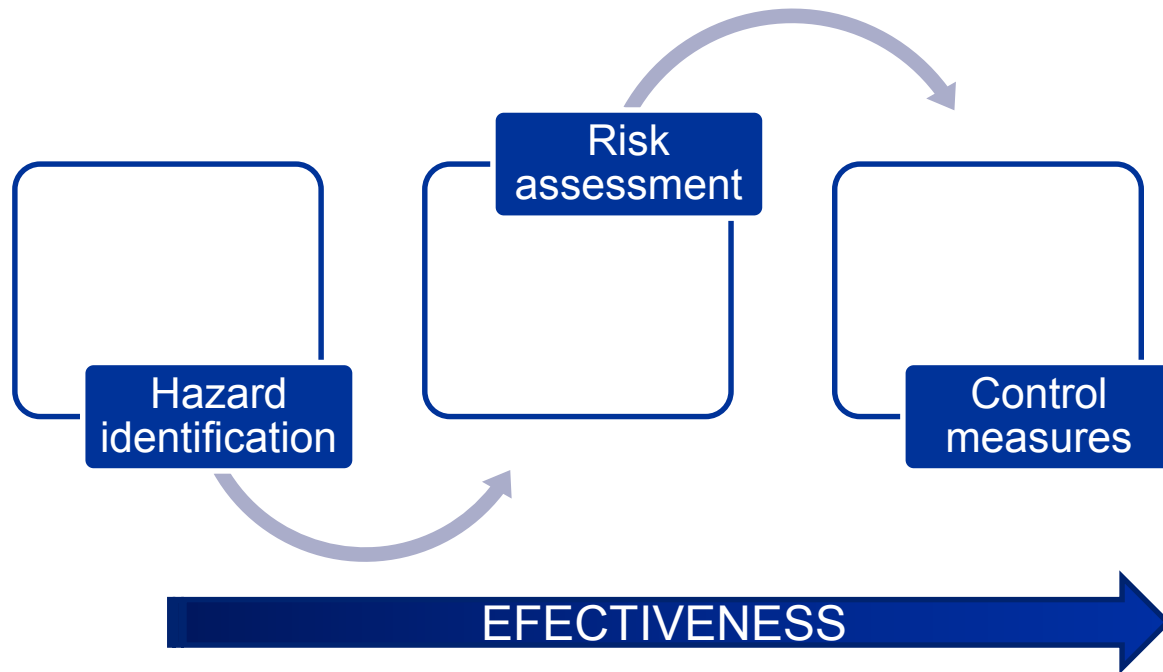 Hazard
identification
Risk
assessment
Control
measures
EFECTIVENESS